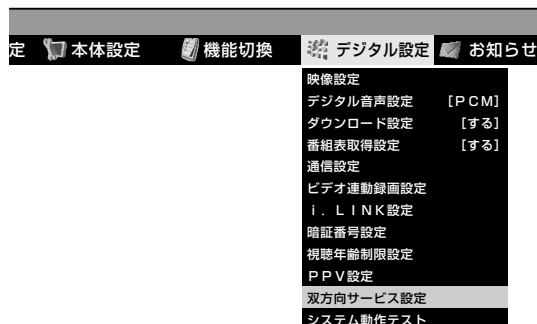 定 本体設定 機能切換 デジタル設定 お知らせ
映像設定
デジタル音声設定 [PCM]
ダウンロード設定 [する]
番組表取得設定 [する]
通信設定
ビデオ連動録画設定
i.LINK設定
暗証番号設定
視聴年齢制限設定
PPV設定
双方向サービス設定
システム動作テスト